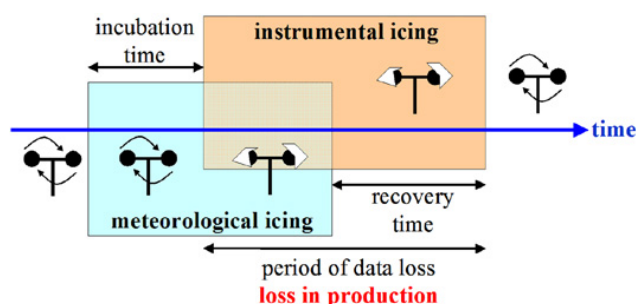 incubation
time
instrumental icing
time
meteorological icing
recovery
time
period of data loss
loss in production